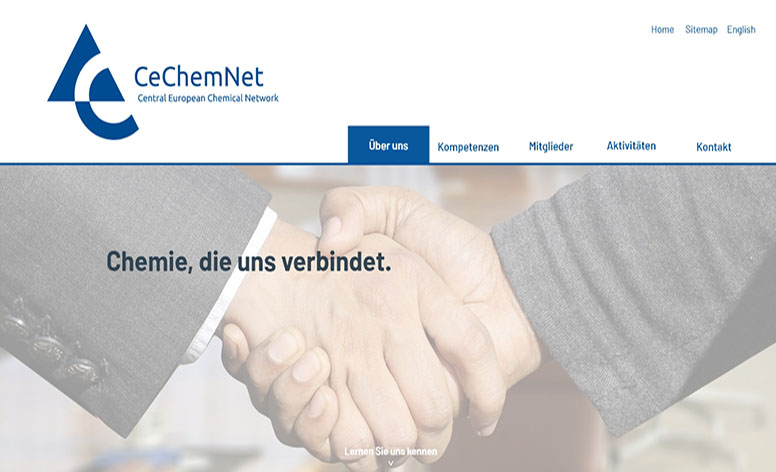 Home Sitemap English
CeChemNet
Central European Chemical Network
Über uns Kompetenzen Mitglieder Aktivitäten Kontakt
Chemie, die uns verbindet.
Lernen Sie uns kennen